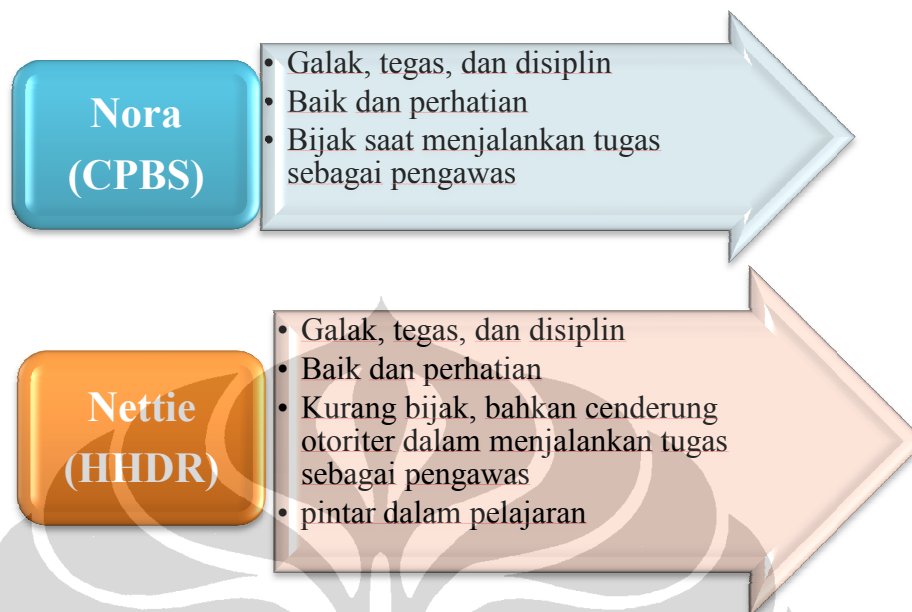 Nora
(CPBS)
• Galak, tegas, dan disiplin
• Baik dan perhatian
• Bijak saat menjalankan tugas
sebagai pengawas
Nettie
(HHDR)
• Galak, tegas, dan disiplin
• Baik dan perhatian
• Kurang bijak, bahkan cenderung
otoriter dalam menjalankan tugas
sebagai pengawas
• pintar dalam pelajaran